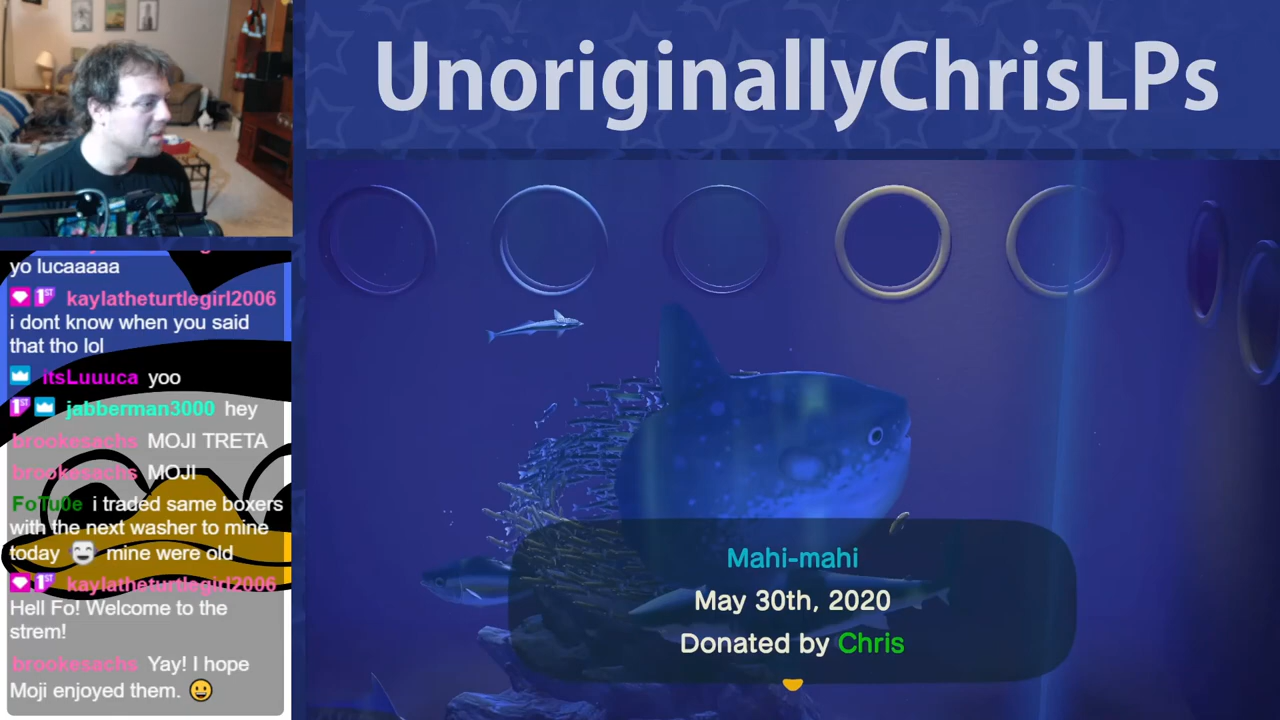 UnoriginallyChrisLPs
yo lucaaaaa
kaylatheturtlegirl2006
i dont know when you said
that tho lol
ItsLuuuca yoo
jabberman3000 hey
brookesachs MOJI TRETA
brookesachs MOJI
FoTu0e i traded same boxers
with the next washer to mine
today 😄 mine were old
kaylatheturtlegirl2006
Hell Fo! Welcome to the
strem!
brookesachs Yay! I hope
Moji enjoyed them. 😀
Mahi-mahi
May 30th, 2020
Donated by Chris